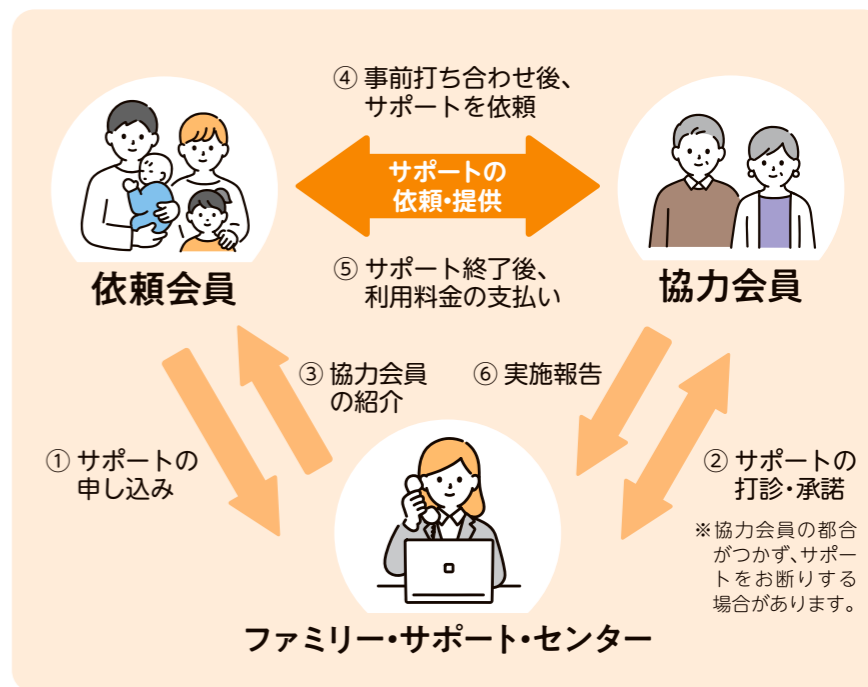 ④ 事前打ち合わせ後、
サポートを依頼
サポートの
依頼・提供
⑤ サポート終了後、
利用料金の支払い
依頼会員
協力会員
③ 協力会員
の紹介
⑥ 実施報告
① サポートの
申し込み
② サポートの
打診・承諾
※協力会員の都合
がつかず、サポー
トをお断りする
場合があります。
ファミリー・サポート・センター